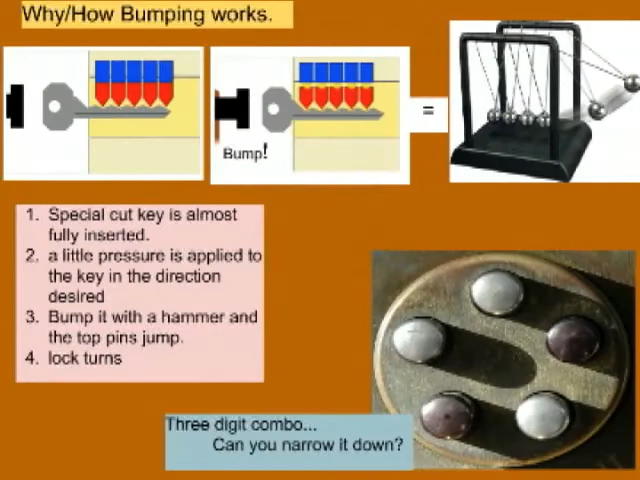 Why/How Bumping works.
Bump!
=
1. Special cut key is almost
fully inserted.
2. a little pressure is applied to
the key in the direction
desired
3. Bump it with a hammer and
the top pins jump.
4. lock turns
Three digit combo...
Can you narrow it down?